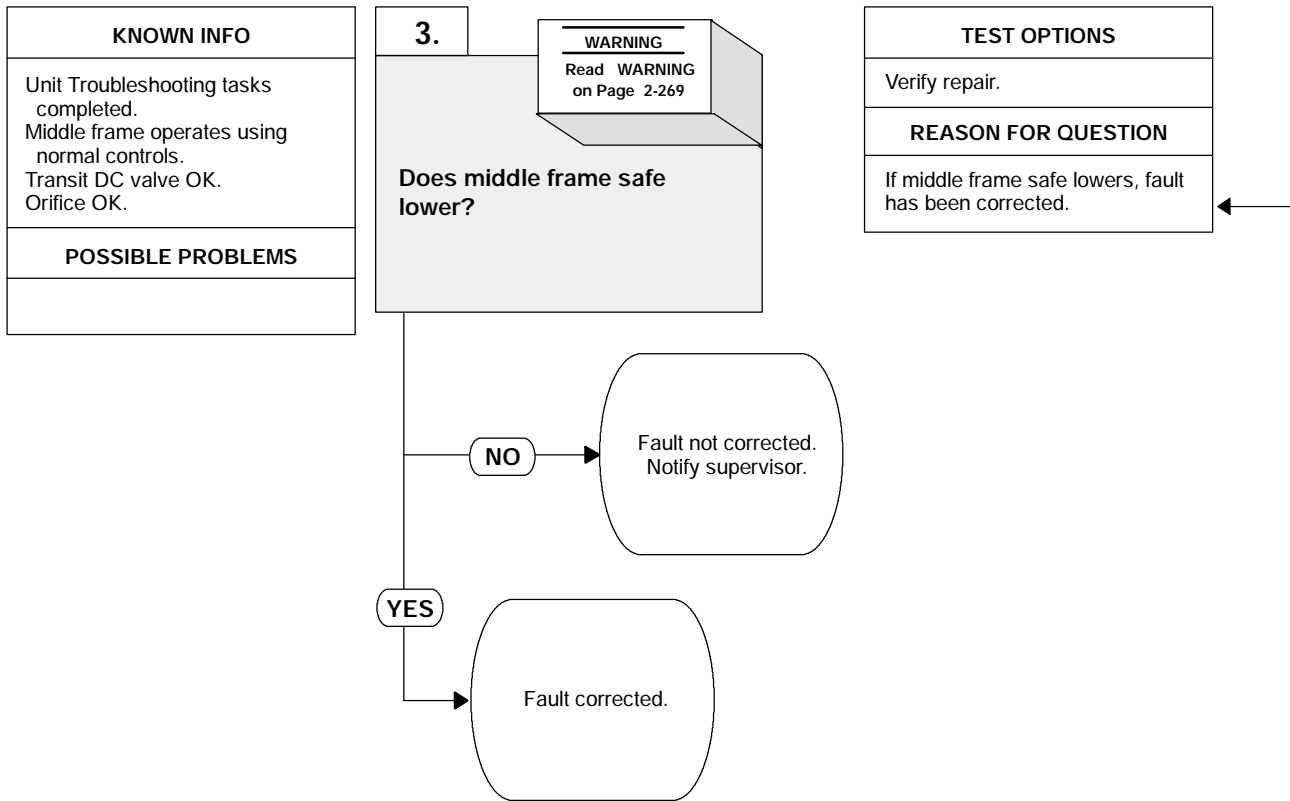 KNOWN INFO
Unit Troubleshooting tasks
completed.
Middle frame operates using
normal controls.
Transit DC valve OK.
Orifice OK.
POSSIBLE PROBLEMS
3.
WARNING
Read WARNING
on Page 2-269
Does middle frame safe
lower?
TEST OPTIONS
Verify repair.
REASON FOR QUESTION
If middle frame safe lowers, fault
has been corrected.
NO
Fault not corrected.
Notify supervisor.
YES
Fault corrected.